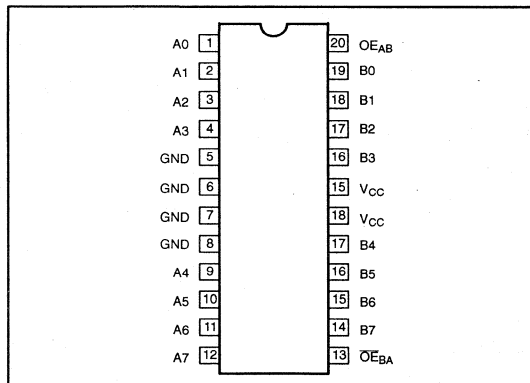 A0 1 20 OEAB
A1 2 19 B0
A2 3 18 B1
A3 4 17 B2
GND 5 16 B3
GND 6 15 VCC
GND 7 18 VCC
GND 8 17 B4
A4 9 16 B5
A5 10 15 B6
A6 11 14 B7
A7 12 13 OEBA